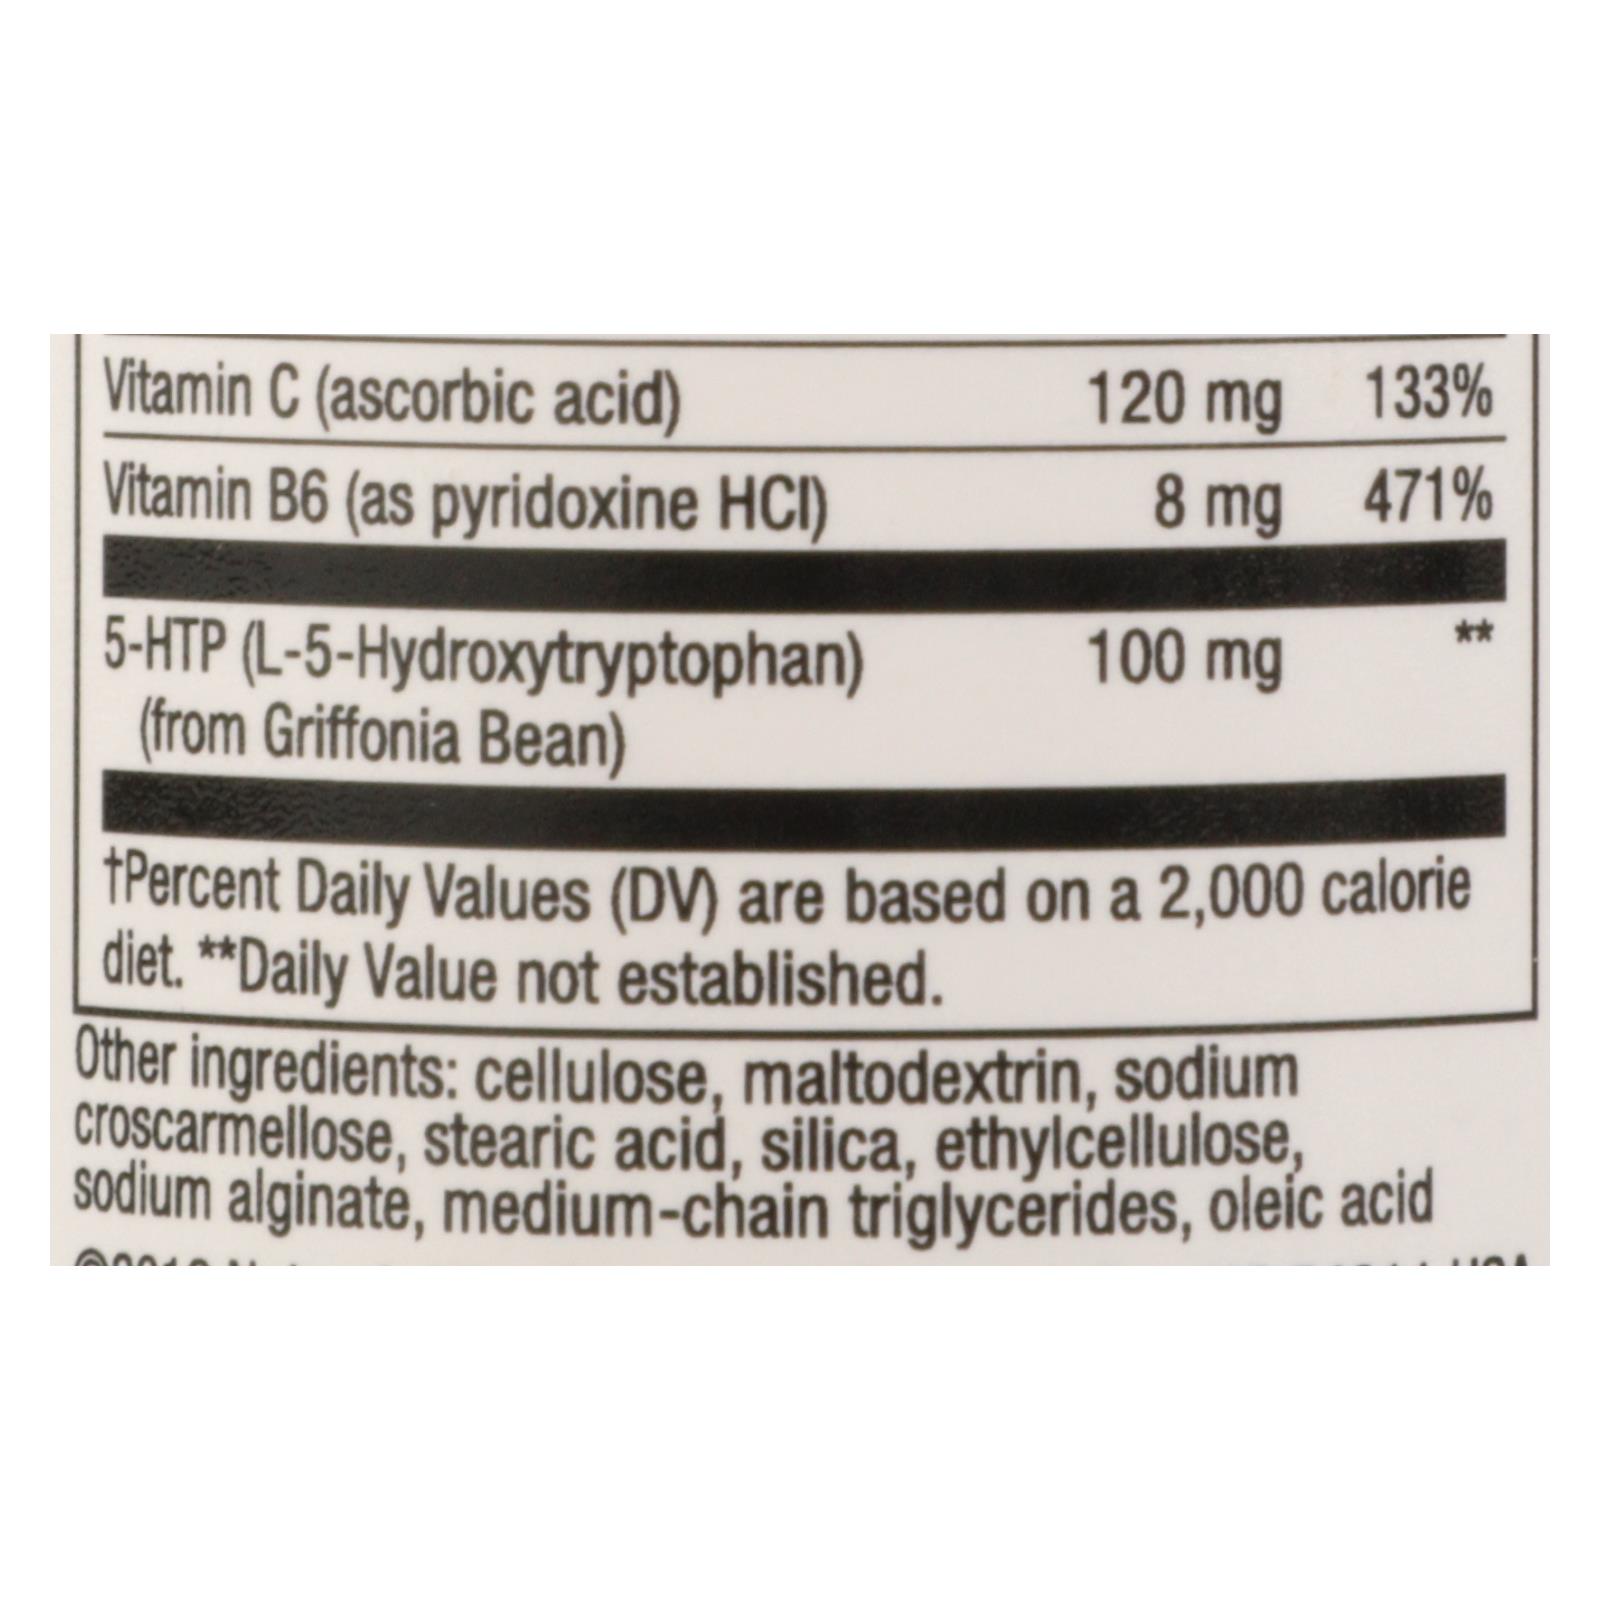 Vitamin C (ascorbic acid) 120 mg 133%
Vitamin B6 (as pyridoxine HCl) 8 mg 471%
5-HTP (L-5-Hydroxytryptophan) 100 mg **
(from Griffonia Bean)
†Percent Daily Values (DV) are based on a 2,000 calorie
diet. **Daily Value not established.
Other ingredients: cellulose, maltodextrin, sodium
croscarmellose, stearic acid, silica, ethylcellulose,
sodium alginate, medium-chain triglycerides, oleic acid